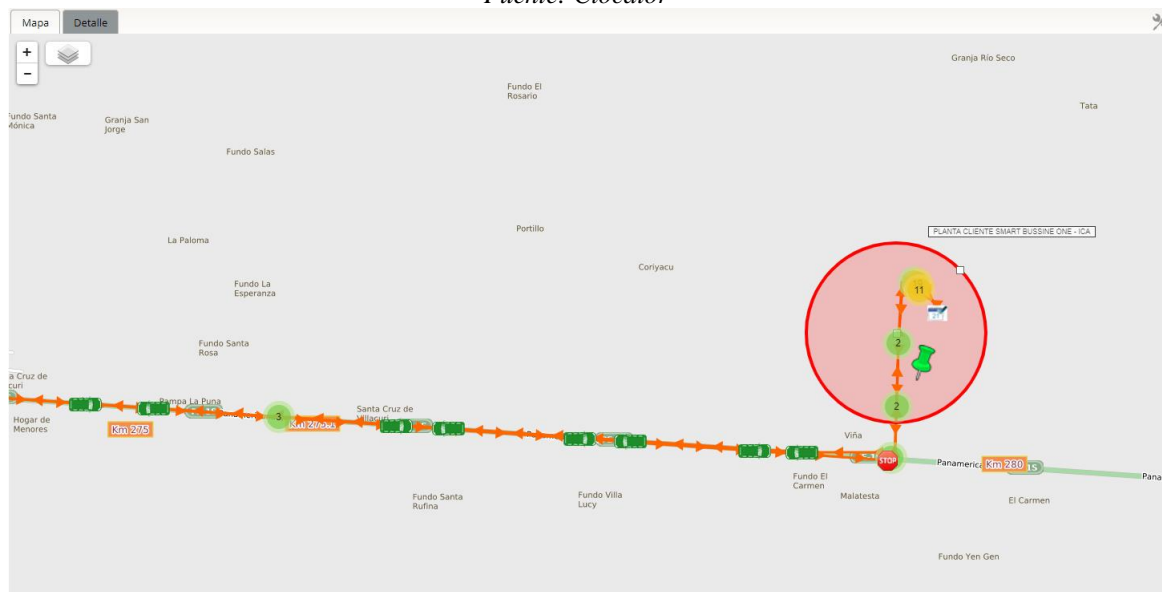 Fuente: Clocator
Mapa
Detalle
+
−
Granja Río Seco
Fundo El
Rosario
Tata
Fundo Santa
Mónica
Granja San
Jorge
Fundo Salas
Portillo
PLANTA CLIENTE SMART BUSSINE ONE - ICA
La Paloma
Coriyacu
Fundo La
Esperanza
11
2
Fundo Santa
Rosa
2
a Cruz de
curi
Pampa La Puna
3
Santa Cruz de
Villacuri
Hogar de
Menores
Km 275
Viña
STOP
Panameric
Km 280
1S
Pana
Fundo El
Carmen
Malatesta
El Carmen
Fundo Santa
Rufina
Fundo Villa
Lucy
Fundo Yen Gen